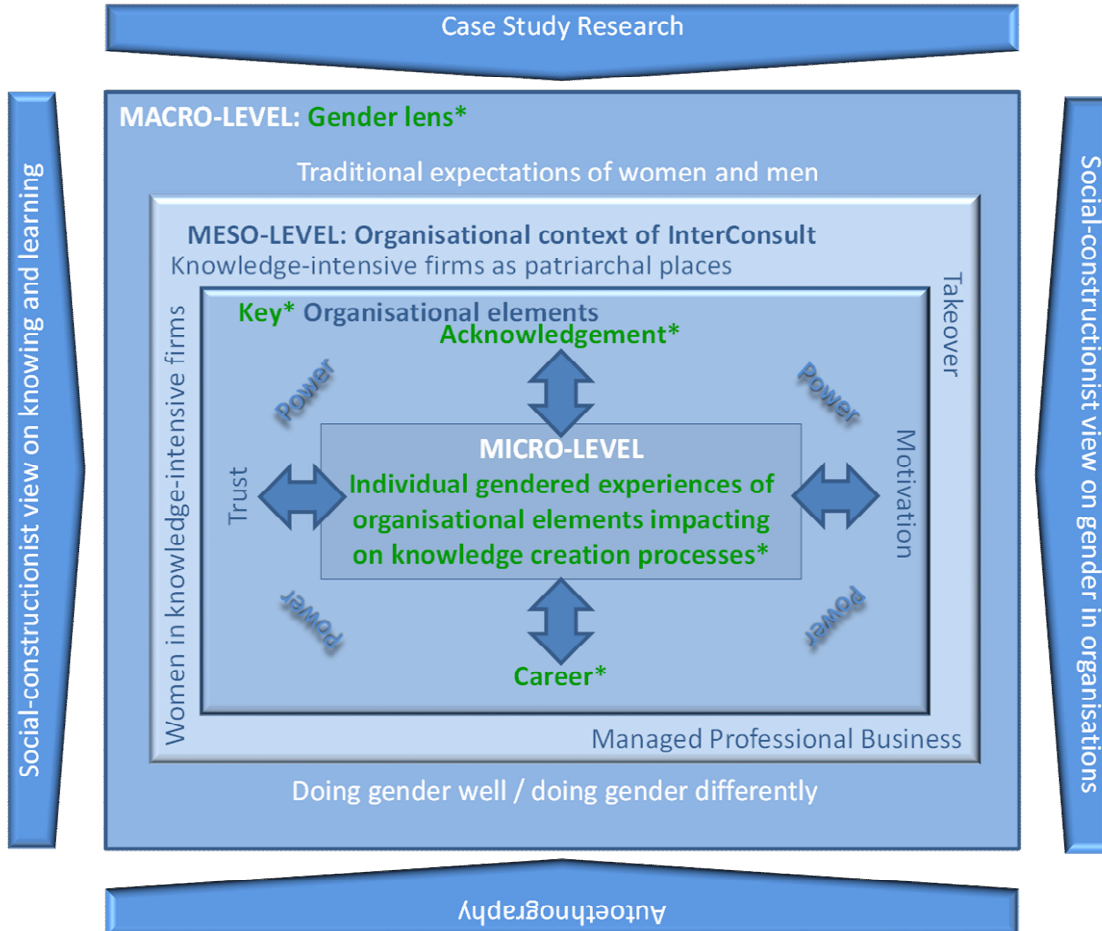 Case Study Research
MACRO-LEVEL: Gender lens*
Traditional expectations of women and men
MESO-LEVEL: Organisational context of InterConsult
Knowledge-intensive firms as patriarchal places
Key* Organisational elements
Acknowledgement*
Power
Power
MICRO-LEVEL
Individual gendered experiences of
organisational elements impacting
on knowledge creation processes*
Trust
Motivation
Power
Power
Career*
Women in knowledge-intensive firms
Takeover
Managed Professional Business
Doing gender well / doing gender differently
Social-constructionist view on knowing and learning
Social-constructionist view on gender in organisations
Autoethnography